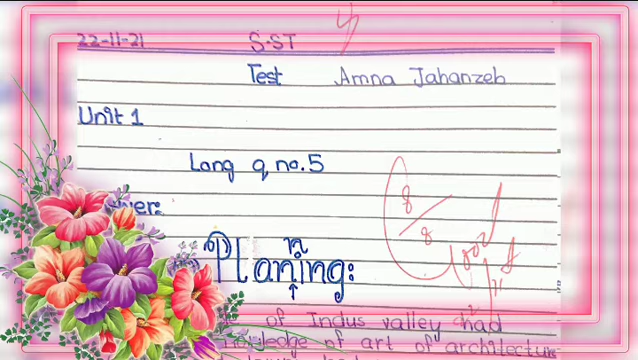 22-11-21 S.ST
Test Amna Jahanzeb
Unit 1
Long q no.5
wer:
8/8 Good
Planing:
n
↑
of Indus valley had
knowledge of art of architecture